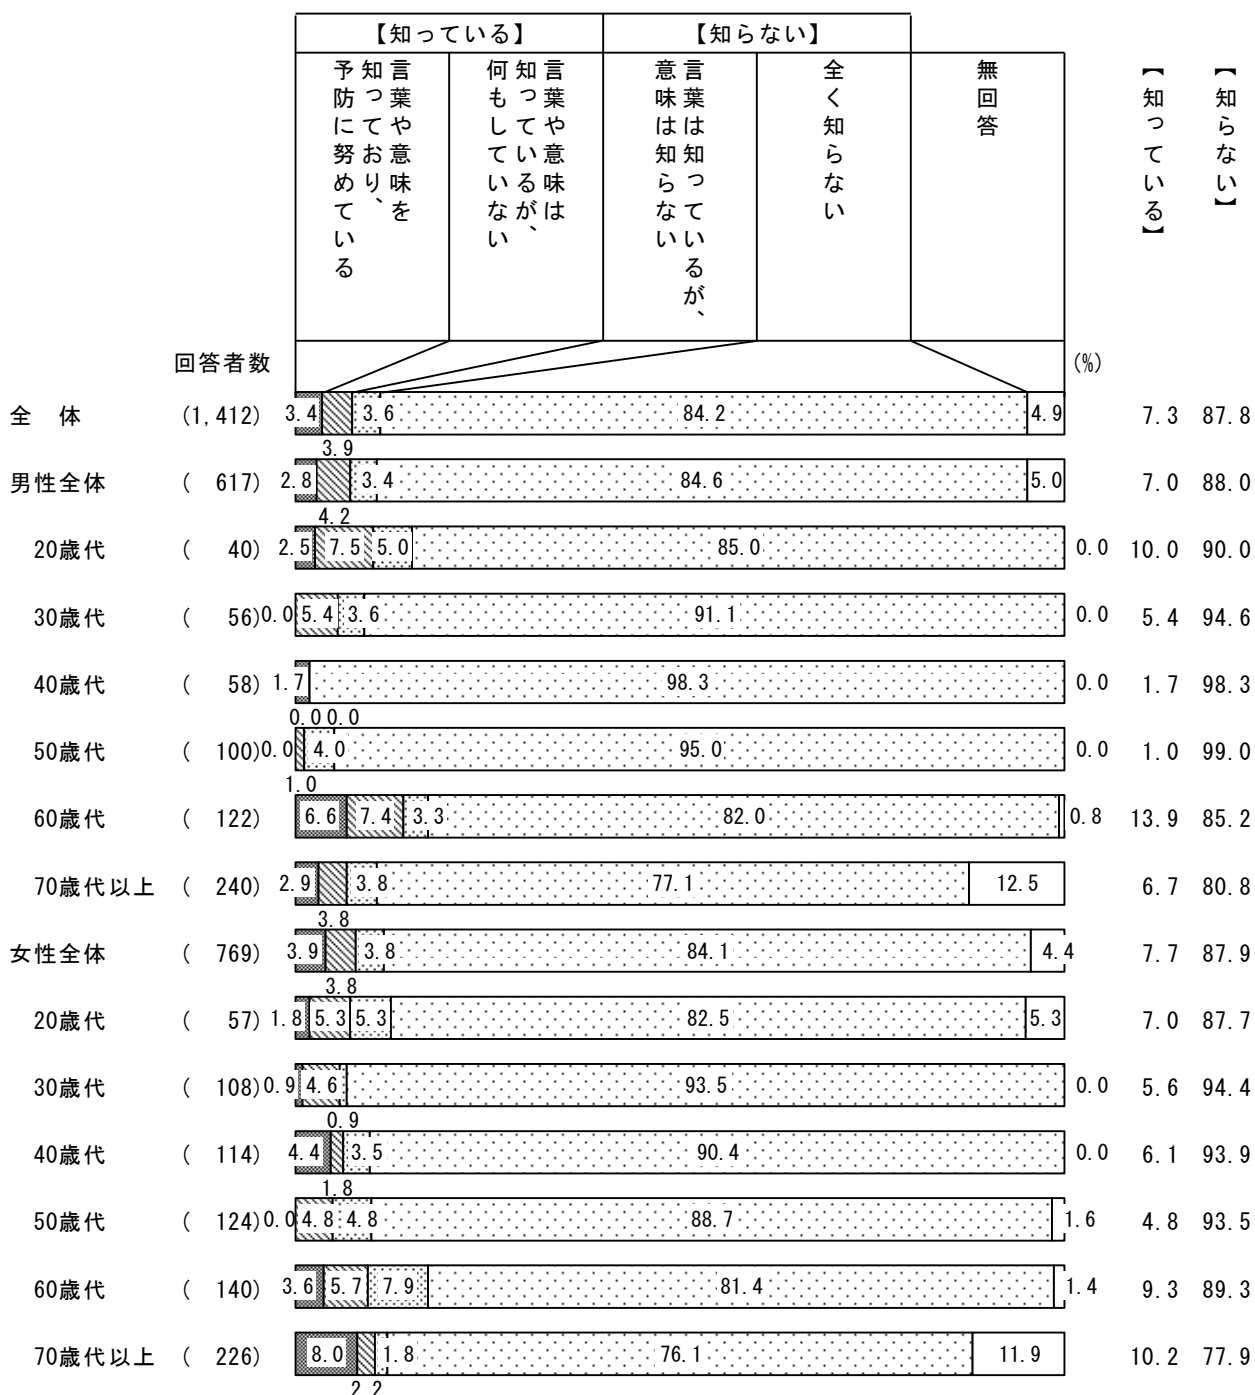 【知っている】 【知らない】
言葉や意味を知っており、予防に努めている
言葉や意味は知っているが、何もしていない
言葉は知っているが、意味は知らない
全く知らない
無回答
【知っている】
【知らない】
回答者数 (%)
全 体 (1,412) 3.4 3.6 84.2 4.9 7.3 87.8
3.9
男性全体 ( 617) 2.8 3.4 84.6 5.0 7.0 88.0
4.2
20歳代 ( 40) 2.5 7.5 5.0 85.0 0.0 10.0 90.0
30歳代 ( 56) 0.0 5.4 3.6 91.1 0.0 5.4 94.6
40歳代 ( 58) 1.7 98.3 0.0 1.7 98.3
0.0 0.0
50歳代 ( 100) 0.0 4.0 95.0 0.0 1.0 99.0
1.0
60歳代 ( 122) 6.6 7.4 3.3 82.0 0.8 13.9 85.2
70歳代以上 ( 240) 2.9 3.8 77.1 12.5 6.7 80.8
3.8
女性全体 ( 769) 3.9 3.8 84.1 4.4 7.7 87.9
3.8
20歳代 ( 57) 1.8 5.3 5.3 82.5 5.3 7.0 87.7
30歳代 ( 108) 0.9 4.6 93.5 0.0 5.6 94.4
0.9
40歳代 ( 114) 4.4 3.5 90.4 0.0 6.1 93.9
1.8
50歳代 ( 124) 0.0 4.8 4.8 88.7 1.6 4.8 93.5
60歳代 ( 140) 3.6 5.7 7.9 81.4 1.4 9.3 89.3
70歳代以上 ( 226) 8.0 1.8 76.1 11.9 10.2 77.9
2.2